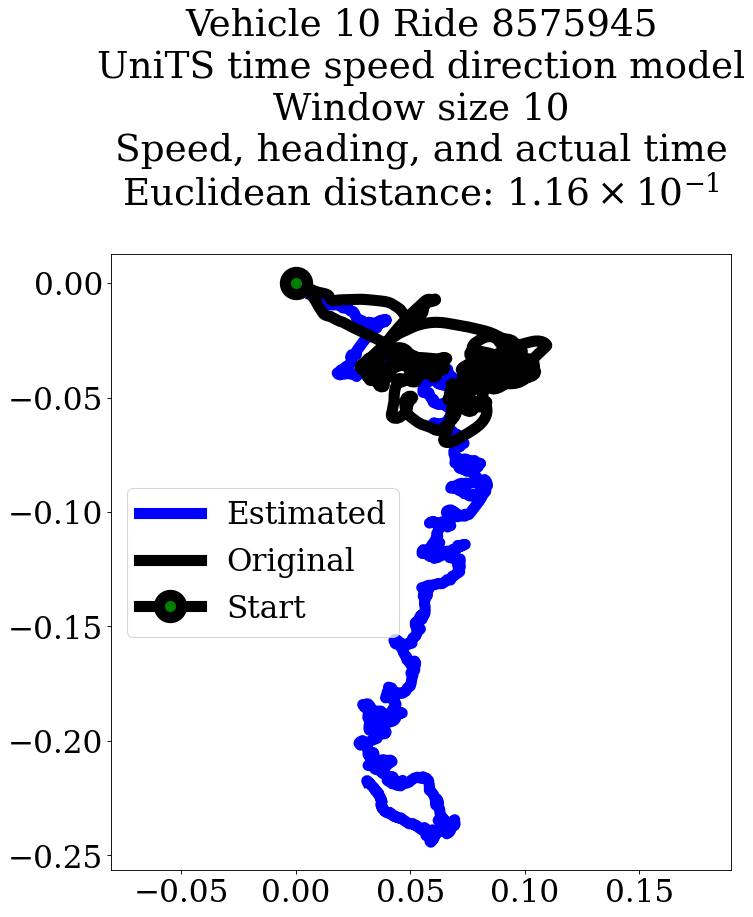 Vehicle 10 Ride 8575945
UniTS time speed direction model
Window size 10
Speed, heading, and actual time
Euclidean distance: 1.16 × 10⁻¹
0.00
−0.05
−0.10
−0.15
−0.20
−0.25
Estimated
Original
Start
−0.05 0.00 0.05 0.10 0.15